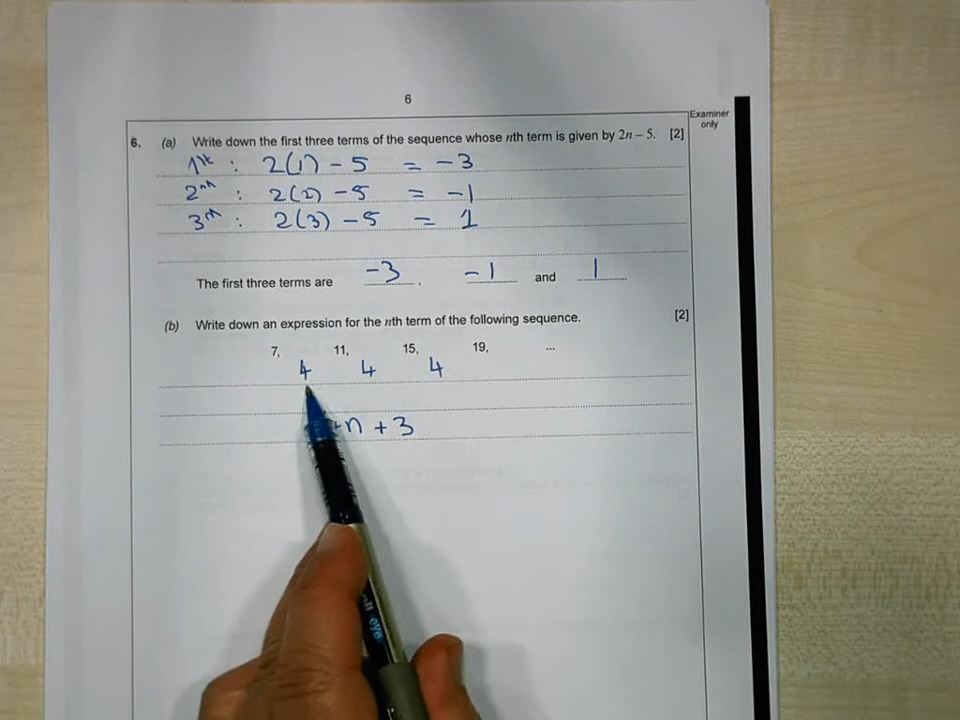 6
Examiner only
6. (a) Write down the first three terms of the sequence whose nth term is given by 2n – 5. [2]
1st : 2(1) - 5 = -3
2nd : 2(2) - 5 = -1
3rd : 2(3) - 5 = 1
The first three terms are -3 , -1 and 1
(b) Write down an expression for the nth term of the following sequence. [2]
7, 11, 15, 19, ...
4 4 4
n + 3
eye